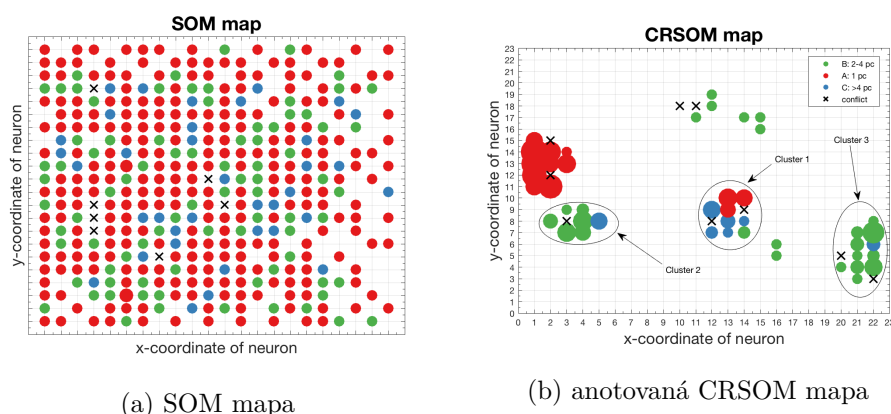 SOM map
y-coordinate of neuron
x-coordinate of neuron
(a) SOM mapa
CRSOM map
23
22
21
20
19
18
17
16
15
14
13
12
11
10
9
8
7
6
5
4
3
2
1
0
y-coordinate of neuron
B: 2-4 pc
A: 1 pc
C: >4 pc
conflict
Cluster 1
Cluster 3
Cluster 2
0 1 2 3 4 5 6 7 8 9 10 11 12 13 14 15 16 17 18 19 20 21 22 23
x-coordinate of neuron
(b) anotovaná CRSOM mapa